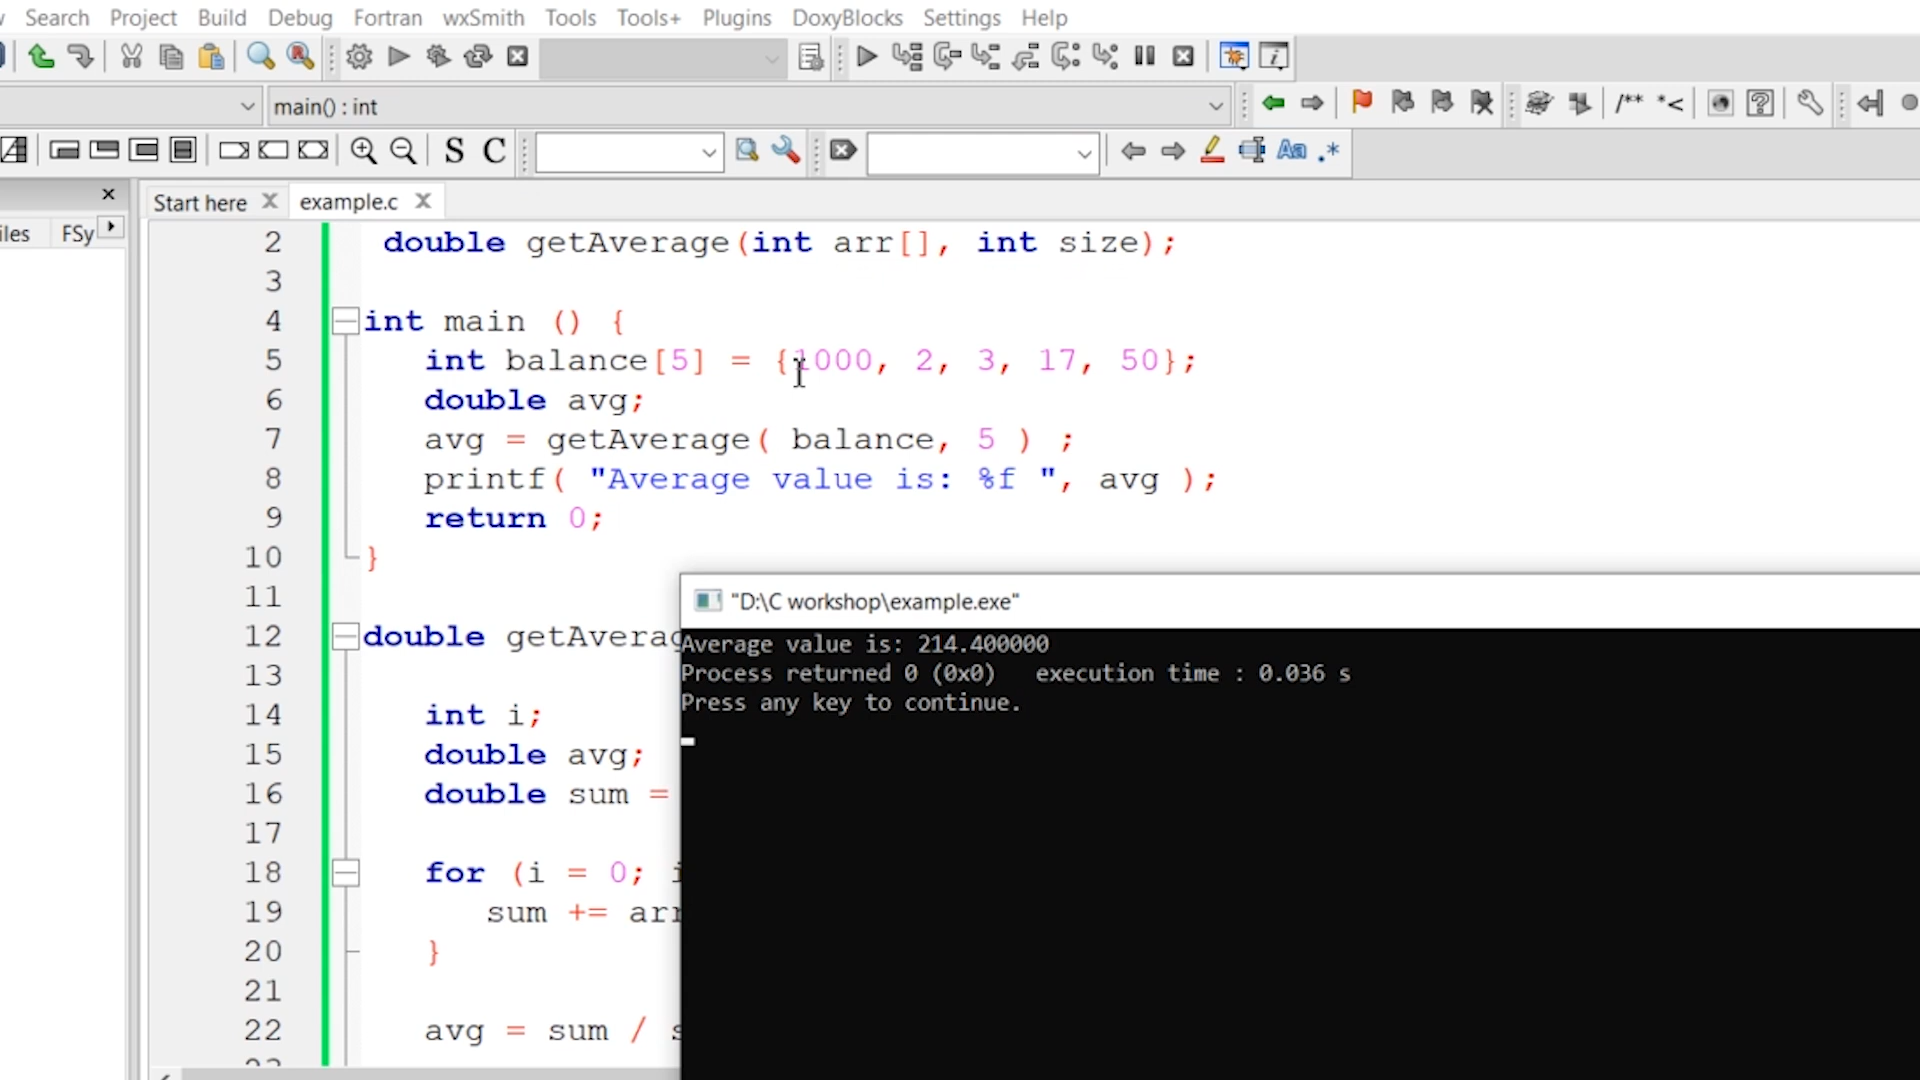 Search Project Build Debug Fortran wxSmith Tools Tools+ Plugins DoxyBlocks Settings Help
main() : int
/** *<
S C
Aa .*
Start here example.c
iles FSy
2 double getAverage(int arr[], int size);
3
4 int main () {
5 int balance[5] = {1000, 2, 3, 17, 50};
6 double avg;
7 avg = getAverage( balance, 5 ) ;
8 printf( "Average value is: %f ", avg );
9 return 0;
10 }
11
12 double getAverag
13
14 int i;
15 double avg;
16 double sum =
17
18 for (i = 0; i
19 sum += arr
20 }
21
22 avg = sum / s
"D:\C workshop\example.exe"
Average value is: 214.400000
Process returned 0 (0x0) execution time : 0.036 s
Press any key to continue.